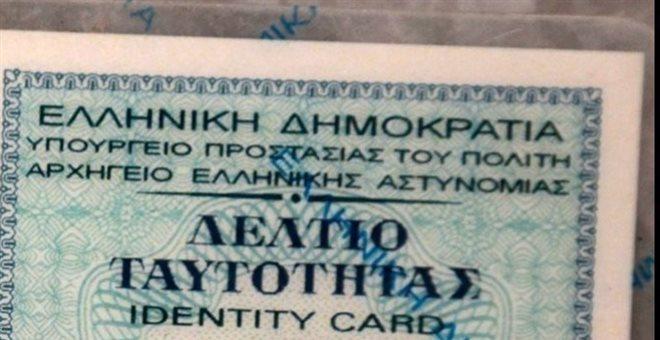 ΕΛΛΗΝΙΚΗ ΔΗΜΟΚΡΑΤΙΑ
ΥΠΟΥΡΓΕΙΟ ΠΡΟΣΤΑΣΙΑΣ ΤΟΥ ΠΟΛΙΤΗ
ΑΡΧΗΓΕΙΟ ΕΛΛΗΝΙΚΗΣ ΑΣΤΥΝΟΜΙΑΣ
ΔΕΛΤΙΟ
ΤΑΥΤΟΤΗΤΑΣ
IDENTITY CARD